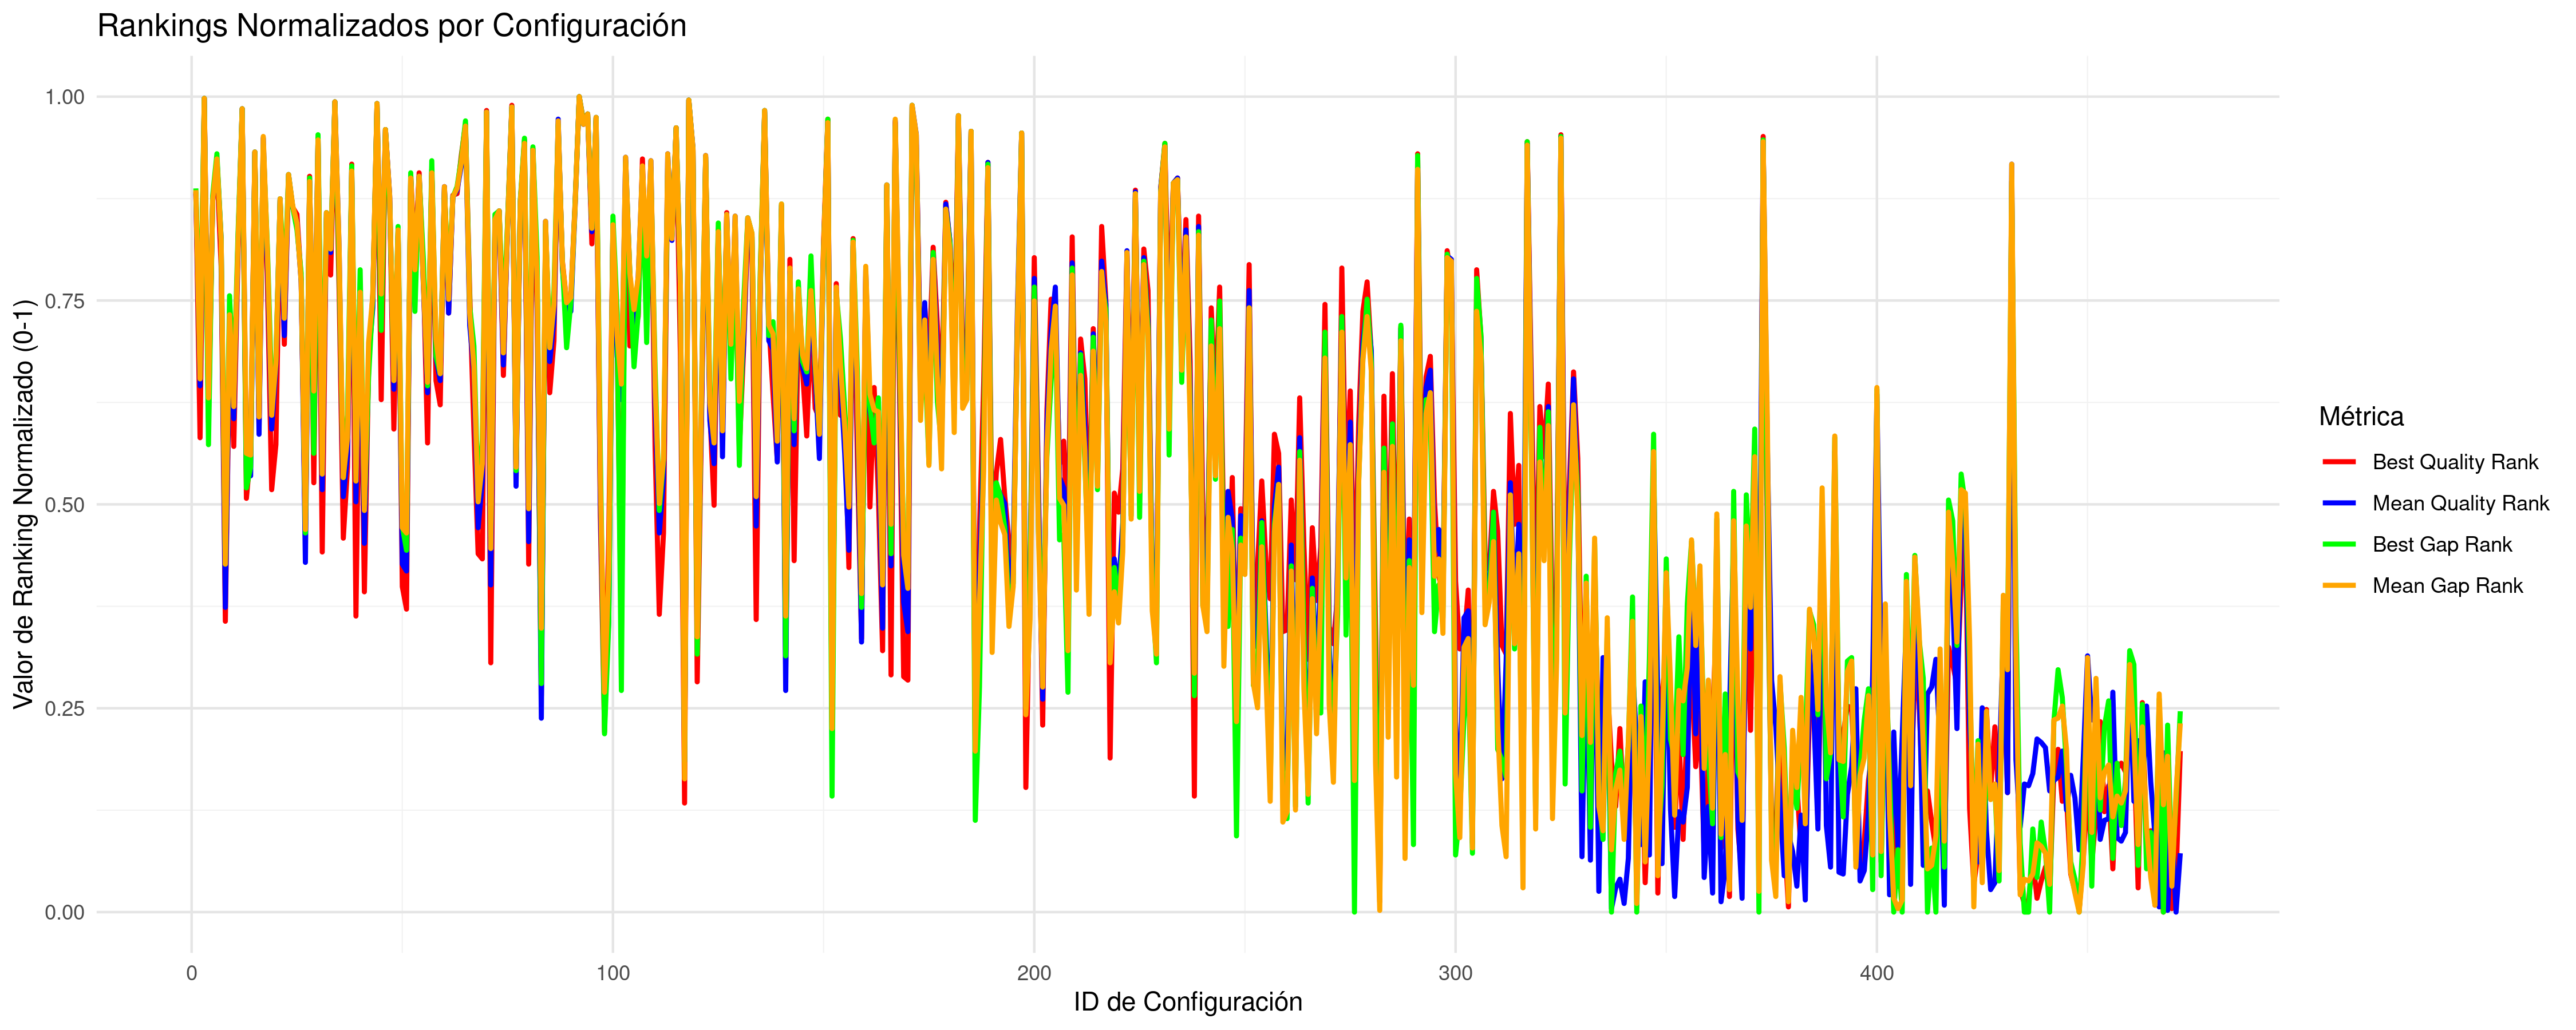 Rankings Normalizados por Configuración
Valor de Ranking Normalizado (0-1)
1.00
0.75
0.50
0.25
0.00
0
100
200
300
400
ID de Configuración
Métrica
Best Quality Rank
Mean Quality Rank
Best Gap Rank
Mean Gap Rank